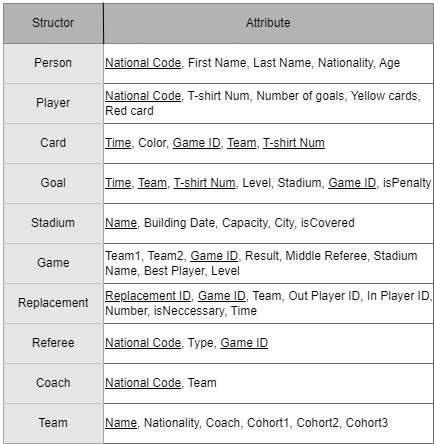 Structor Attribute
Person National Code, First Name, Last Name, Nationality, Age
Player National Code, T-shirt Num, Number of goals, Yellow cards,
Red card
Card Time, Color, Game ID, Team, T-shirt Num
Goal Time, Team, T-shirt Num, Level, Stadium, Game ID, isPenalty
Stadium Name, Building Date, Capacity, City, isCovered
Game Team1, Team2, Game ID, Result, Middle Referee, Stadium
Name, Best Player, Level
Replacement Replacement ID, Game ID, Team, Out Player ID, In Player ID,
Number, isNeccessary, Time
Referee National Code, Type, Game ID
Coach National Code, Team
Team Name, Nationality, Coach, Cohort1, Cohort2, Cohort3